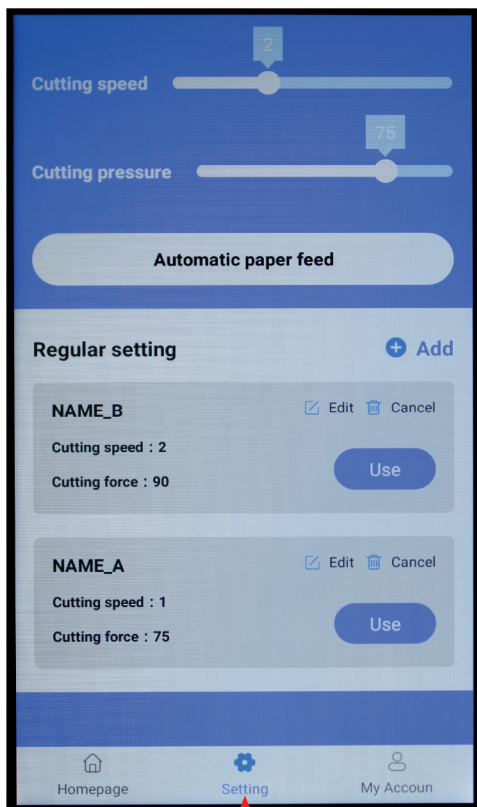 2
Cutting speed
75
Cutting pressure
Automatic paper feed
Regular setting
Add
NAME_B
Edit
Cancel
Cutting speed : 2
Cutting force : 90
Use
NAME_A
Edit
Cancel
Cutting speed : 1
Cutting force : 75
Use
Homepage
Setting
My Accoun